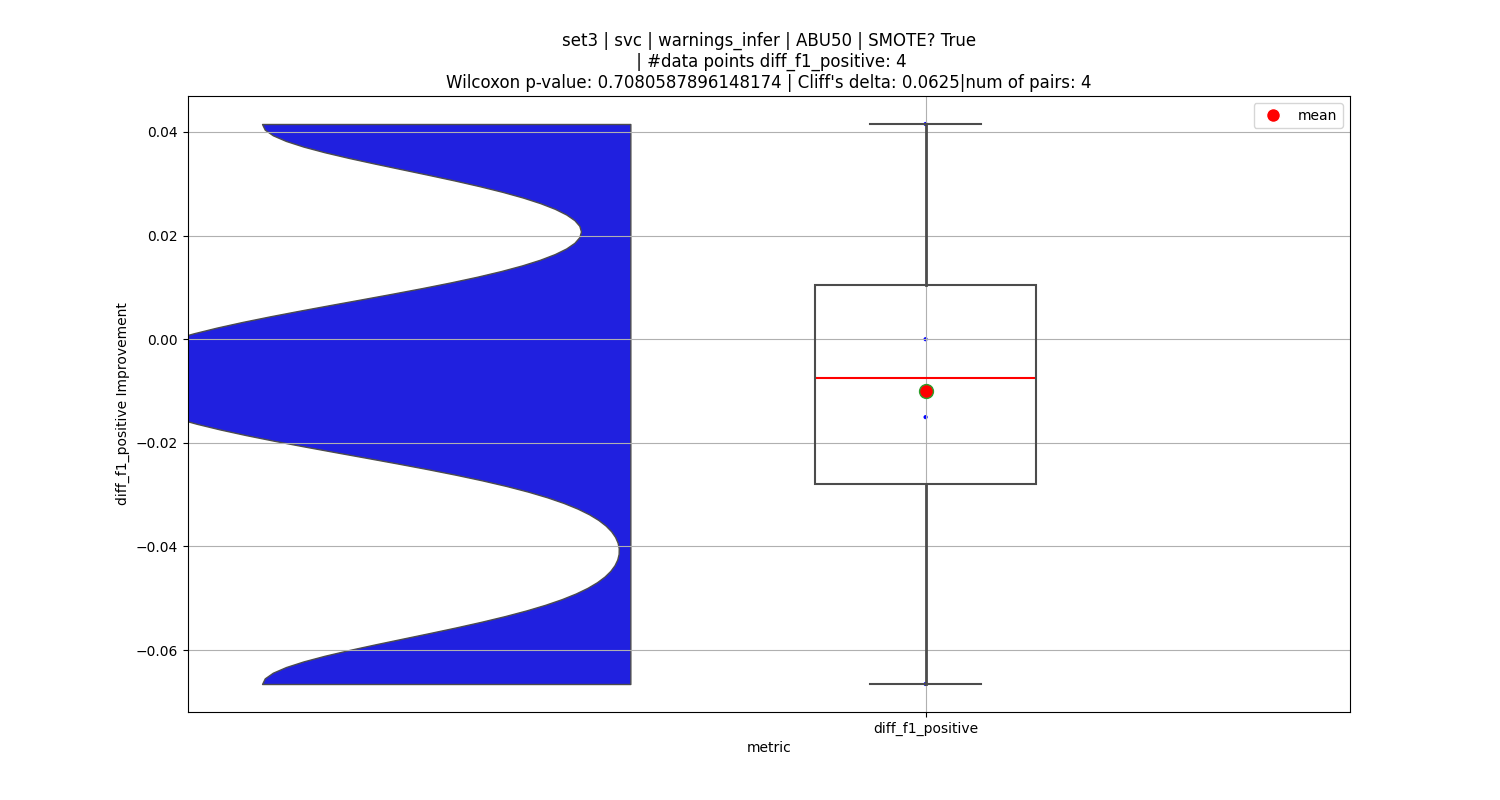 set3 | svc | warnings_infer | ABU50 | SMOTE? True
| #data points diff_f1_positive: 4
Wilcoxon p-value: 0.7080587896148174 | Cliff's delta: 0.0625|num of pairs: 4
mean
0.04
0.02
0.00
−0.02
−0.04
−0.06
diff_f1_positive Improvement
diff_f1_positive
metric